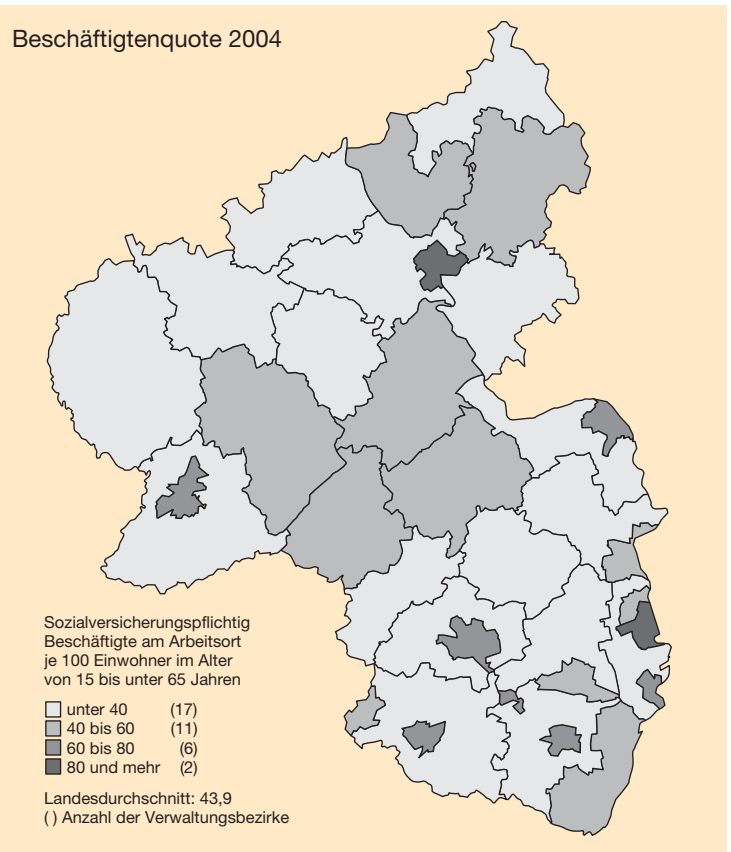 Beschäftigtenquote 2004
Sozialversicherungspflichtig
Beschäftigte am Arbeitsort
je 100 Einwohner im Alter
von 15 bis unter 65 Jahren
unter 40 (17)
40 bis 60 (11)
60 bis 80 (6)
80 und mehr (2)
Landesdurchschnitt: 43,9
( ) Anzahl der Verwaltungsbezirke